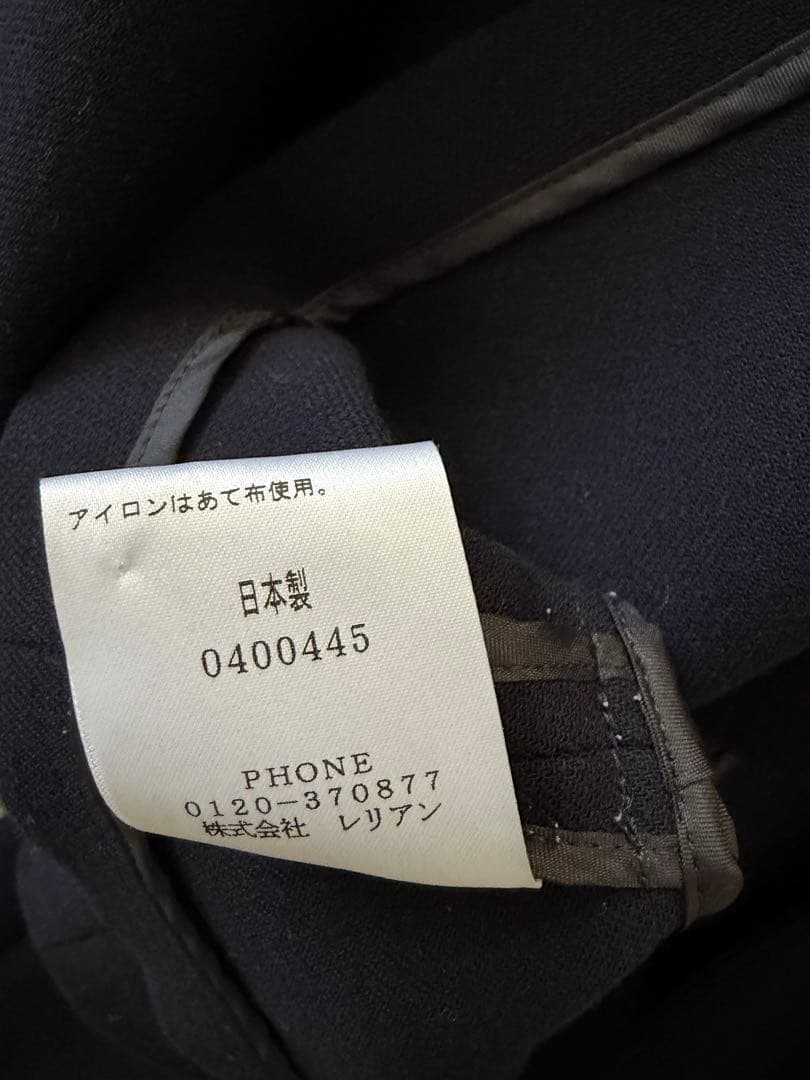 アイロンはあて布使用。
日本製
0400445
PHONE
0120-370877
株式会社 レリアン